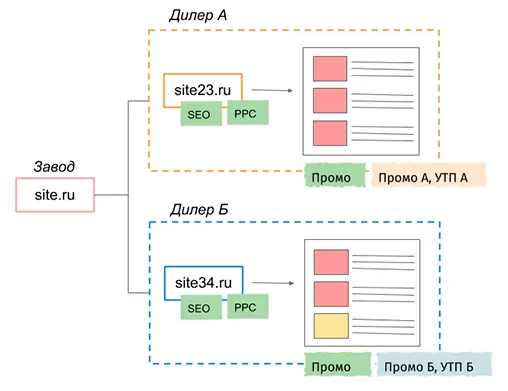 Дилер А
site23.ru
SEO
PPC
Промо
Промо А, УТП А
Завод
site.ru
Дилер Б
site34.ru
SEO
PPC
Промо
Промо Б, УТП Б